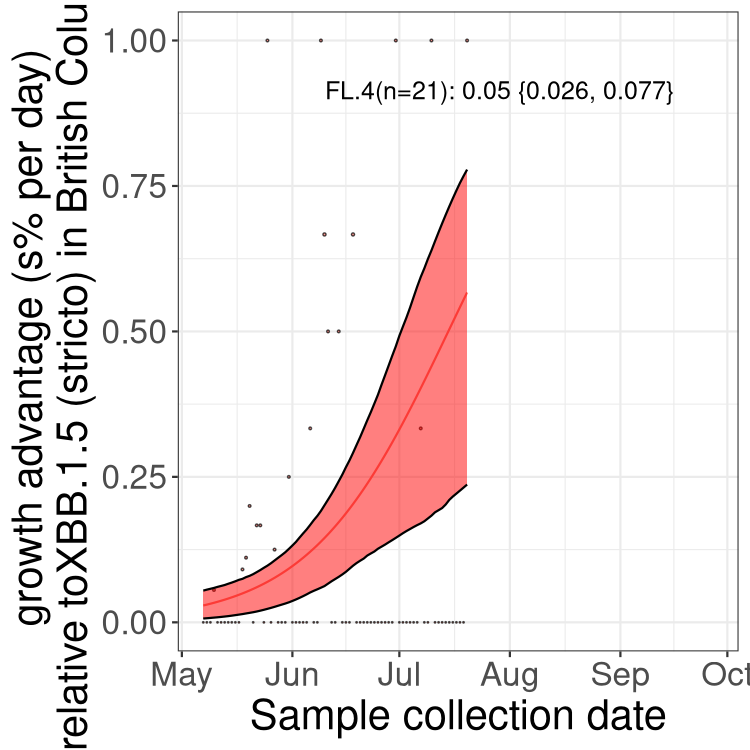 growth advantage (s% per day)
relative toXBB.1.5 (stricto) in British Colu
1.00
0.75
0.50
0.25
0.00
FL.4(n=21): 0.05 {0.026, 0.077}
May Jun Jul Aug Sep Oct
Sample collection date